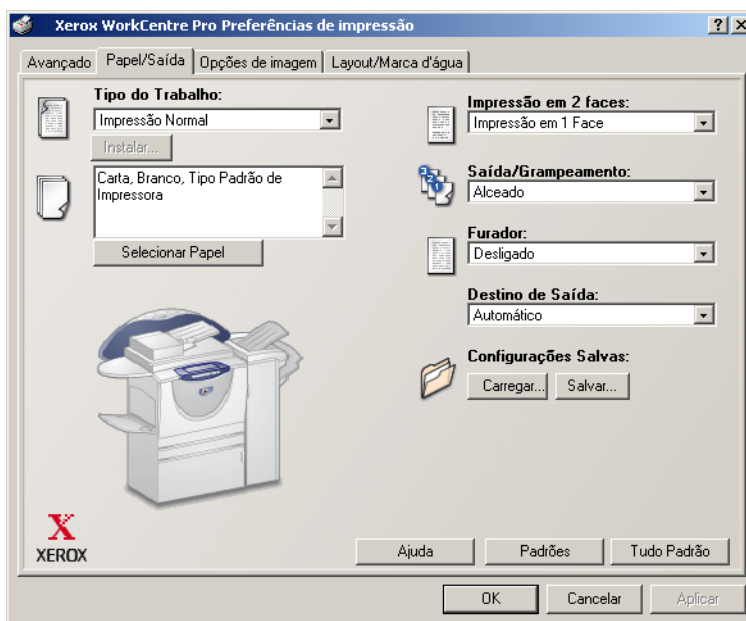 Xerox WorkCentre Pro Preferências de impressão
Avançado
Papel/Saída
Opções de imagem
Layout/Marca d'água
Tipo do Trabalho:
Impressão Normal
Instalar...
Carta, Branco, Tipo Padrão de
Impressora
Selecionar Papel
Impressão em 2 faces:
Impressão em 1 Face
Saída/Grampeamento:
Alceado
Furador:
Desligado
Destino de Saída:
Automático
Configurações Salvas:
Carregar...
Salvar...
X
XEROX
Ajuda
Padrões
Tudo Padrão
OK
Cancelar
Aplicar